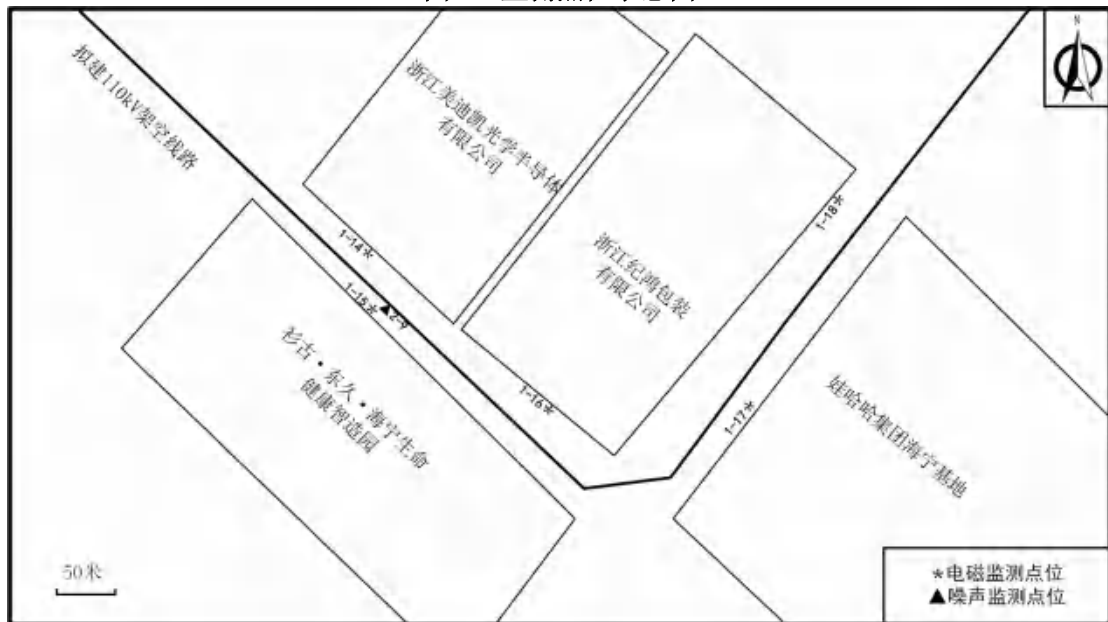 拟建110kV架空线路
浙江美迪凯光学半导体
有限公司
浙江纪鸿包装
有限公司
1-14*
1-15*
▲2-9
1-16*
1-17*
1-18*
衫古·东久·海宁生命
健康智造园
娃哈哈集团海宁基地
N
50米
*电磁监测点位
▲噪声监测点位